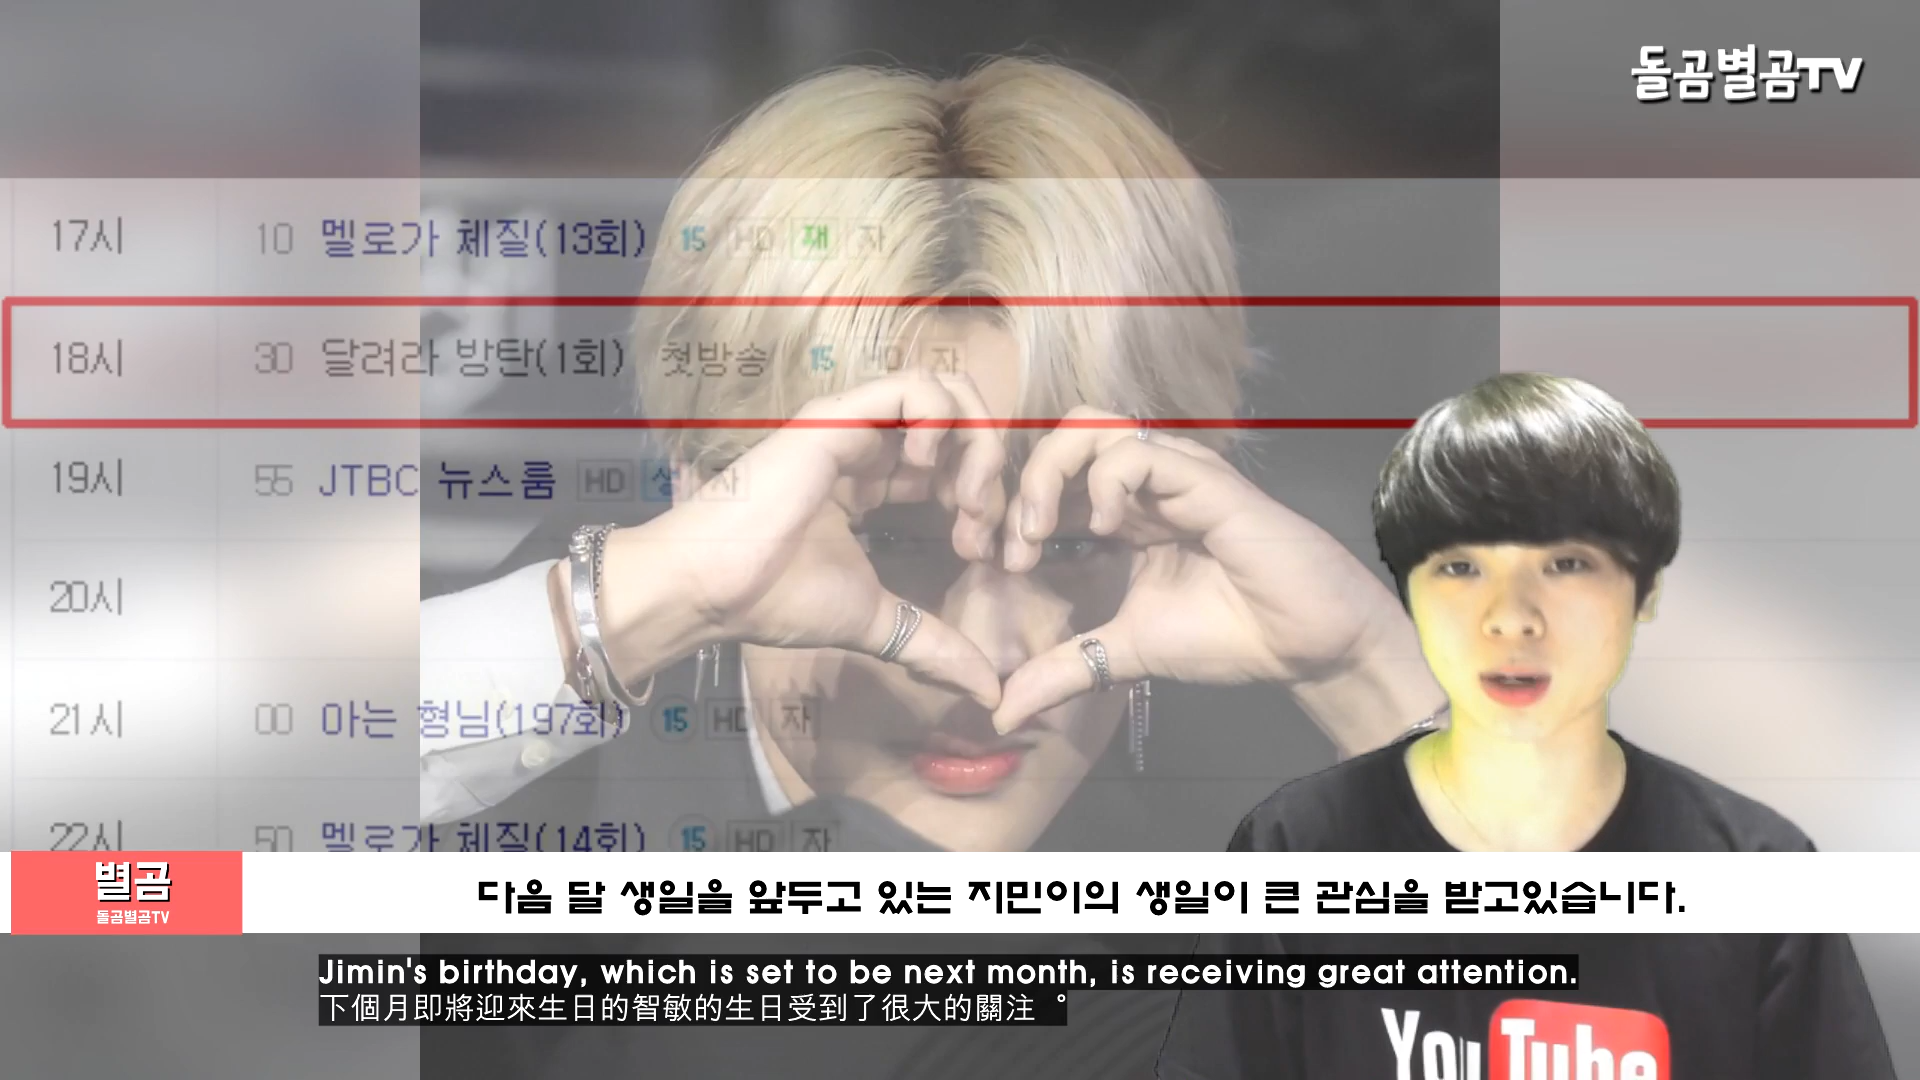 돌곰별곰TV
17시 10 멜로가 체질(13회) 15 HD 재 자
18시 30 달려라 방탄(1회) 첫방송 15 HD 자
19시 55 JTBC 뉴스룸 HD 생 자
20시
21시 00 아는 형님(197회) 15 HD 자
22시 50 멜로가 체질(14회) 15 HD 자
별곰
돌곰별곰TV
다음 달 생일을 앞두고 있는 지민이의 생일이 큰 관심을 받고있습니다.
Jimin's birthday, which is set to be next month, is receiving great attention.
下個月即將迎來生日的智敏的生日受到了很大的關注。
YouTube